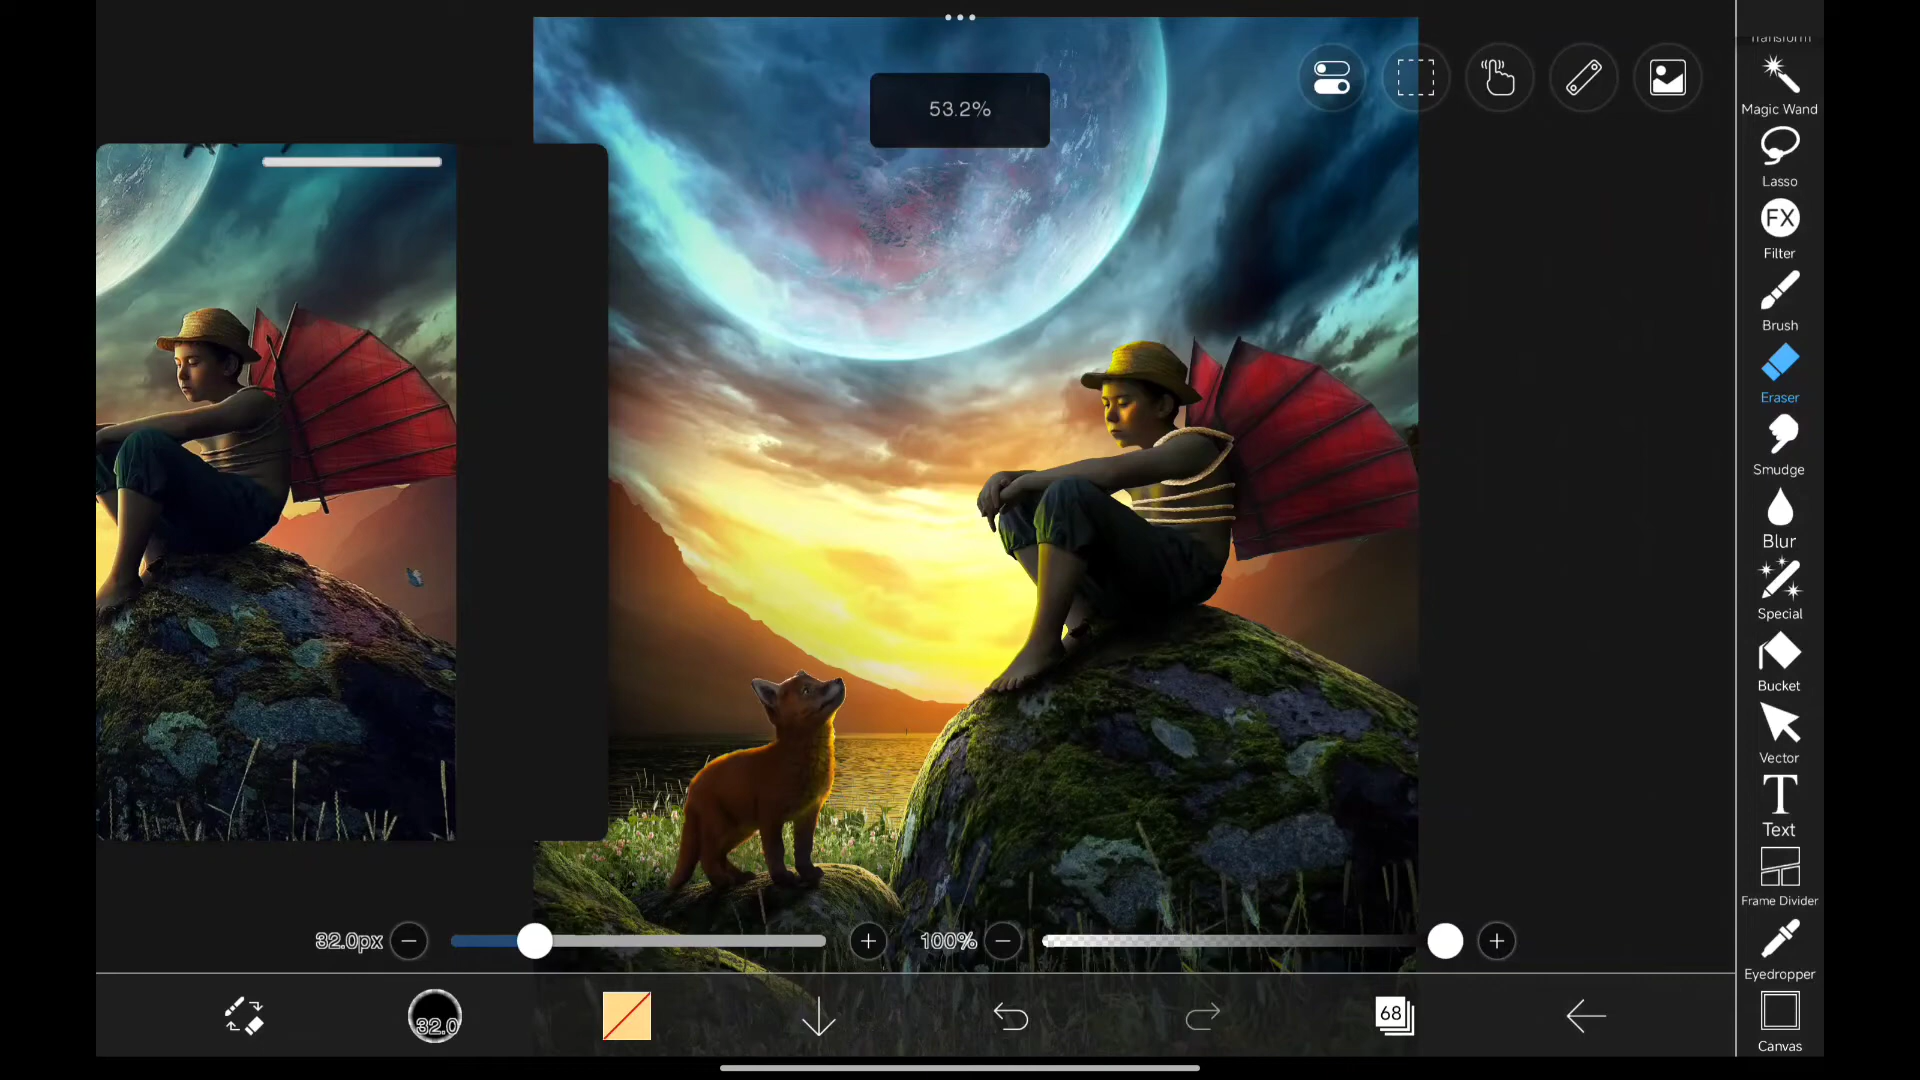 Transform
53.2%
Magic Wand
Lasso
FX
Filter
Brush
Eraser
Smudge
Blur
Special
Bucket
Vector
T
Text
Frame Divider
Eyedropper
Canvas
32.0px
100%
32.0
68